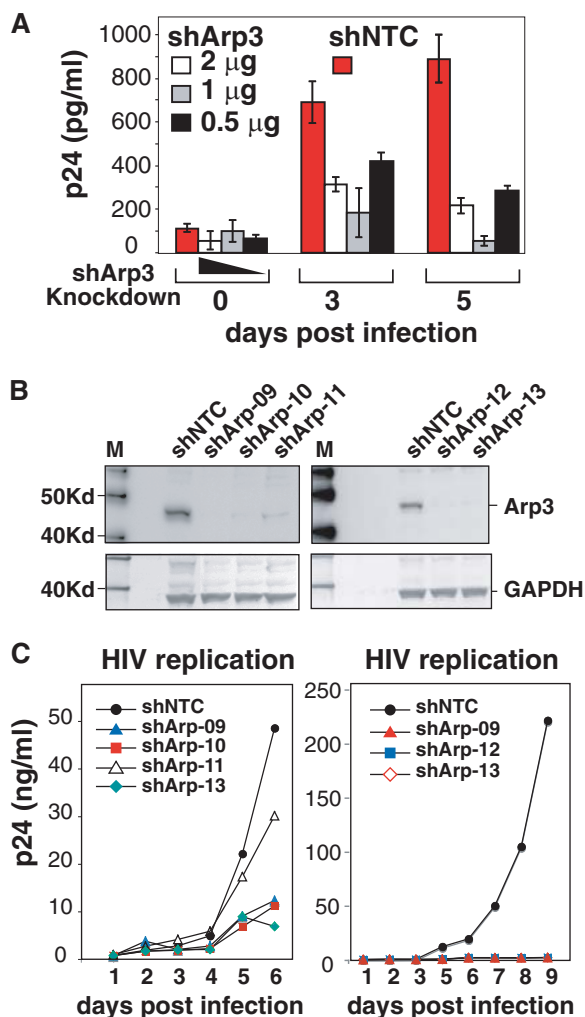 A
p24 (pg/ml)
1000
800
600
400
200
0
shArp3
2 µg
1 µg
0.5 µg
shNTC
shArp3
Knockdown
0
3
5
days post infection
B
M
shNTC
shArp-09
shArp-10
shArp-11
M
shNTC
shArp-12
shArp-13
50Kd
40Kd
Arp3
40Kd
GAPDH
C
HIV replication
p24 (ng/ml)
50
40
30
20
10
0
shNTC
shArp-09
shArp-10
shArp-11
shArp-13
1 2 3 4 5 6
days post infection
HIV replication
250
200
150
100
50
0
shNTC
shArp-09
shArp-12
shArp-13
1 2 3 5 6 7 8 9
days post infection